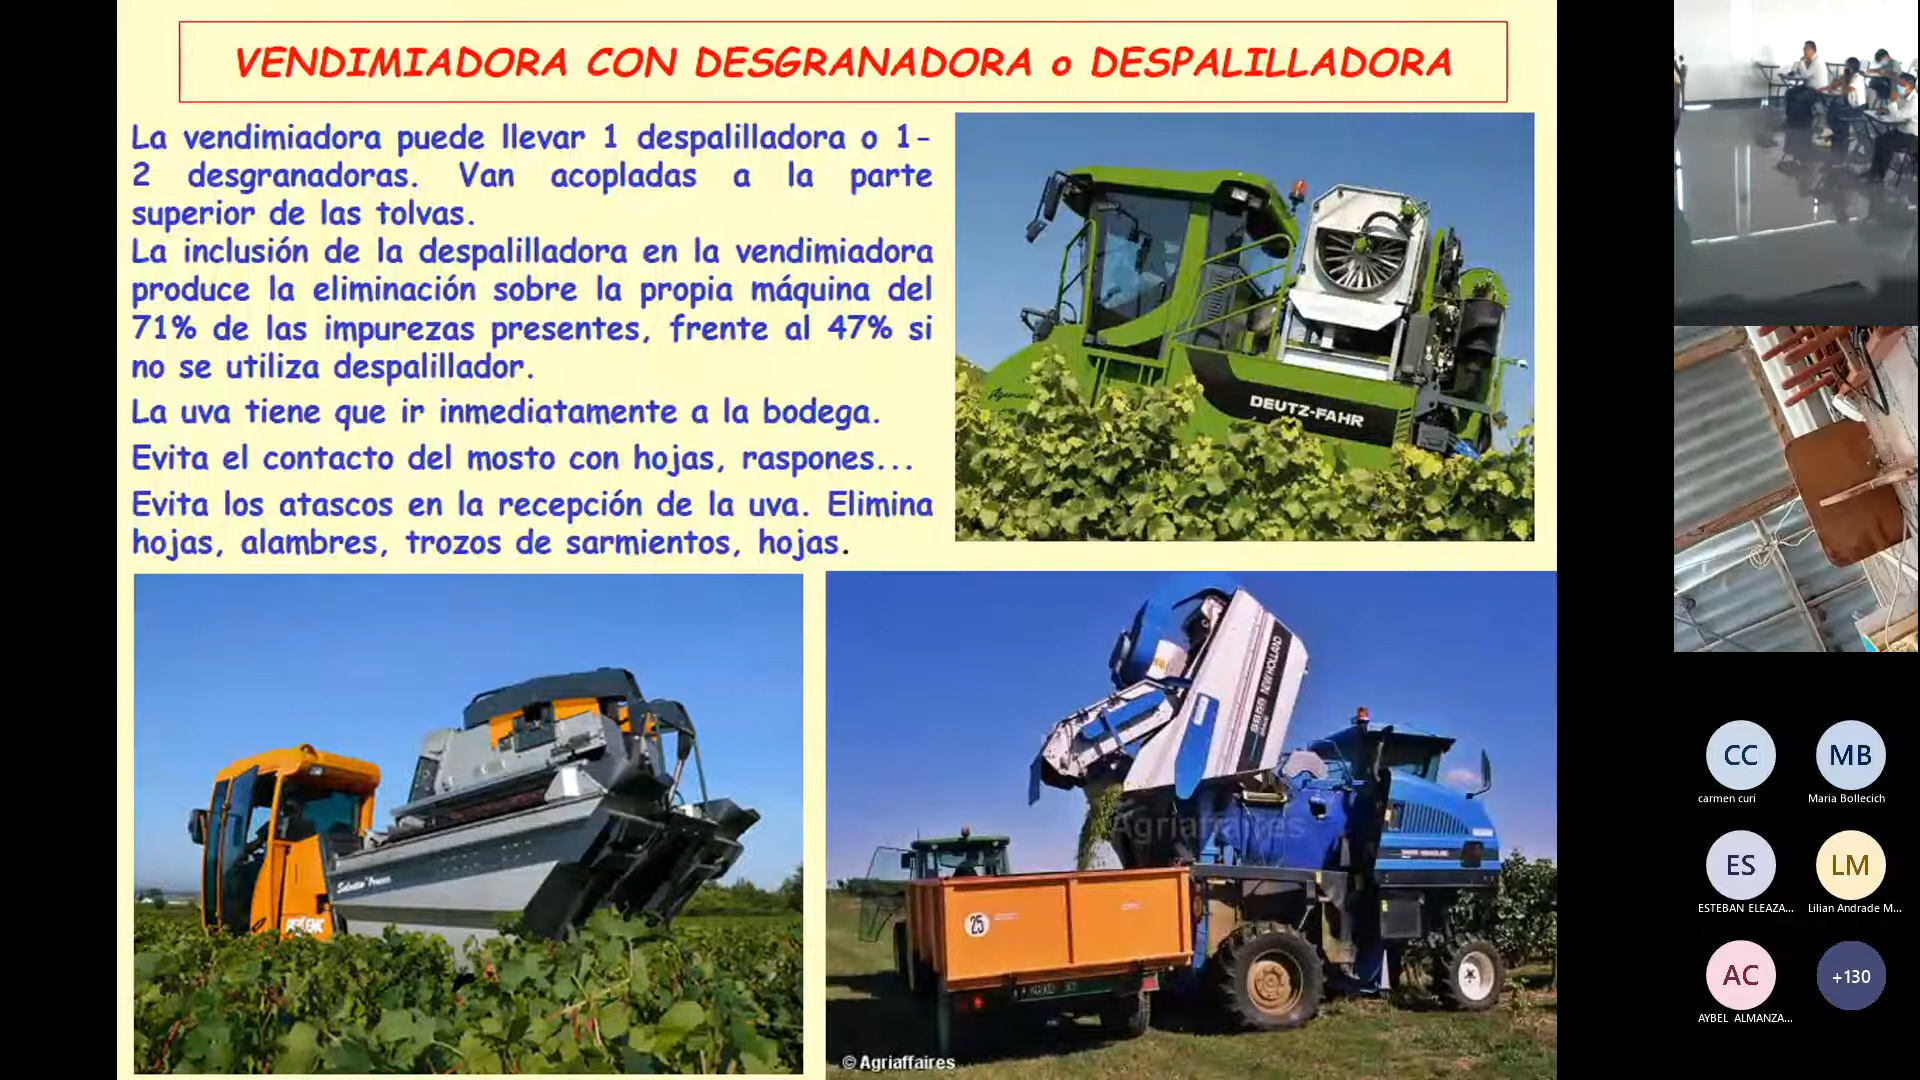 VENDIMIADORA CON DESGRANADORA o DESPALILLADORA
La vendimiadora puede llevar 1 despalilladora o 1-
2 desgranadoras. Van acopladas a la parte
superior de las tolvas.
La inclusión de la despalilladora en la vendimiadora
produce la eliminación sobre la propia máquina del
71% de las impurezas presentes, frente al 47% si
no se utiliza despalillador.
La uva tiene que ir inmediatamente a la bodega.
Evita el contacto del mosto con hojas, raspones...
Evita los atascos en la recepción de la uva. Elimina
hojas, alambres, trozos de sarmientos, hojas.
DEUTZ-FAHR
NEW HOLLAND
Agriaffaires
25
© Agriaffaires
CC
MB
carmen curi
Maria Bollecich
ES
LM
ESTEBAN ELEAZA...
Lilian Andrade M...
AC
+130
AYBEL ALMANZA...